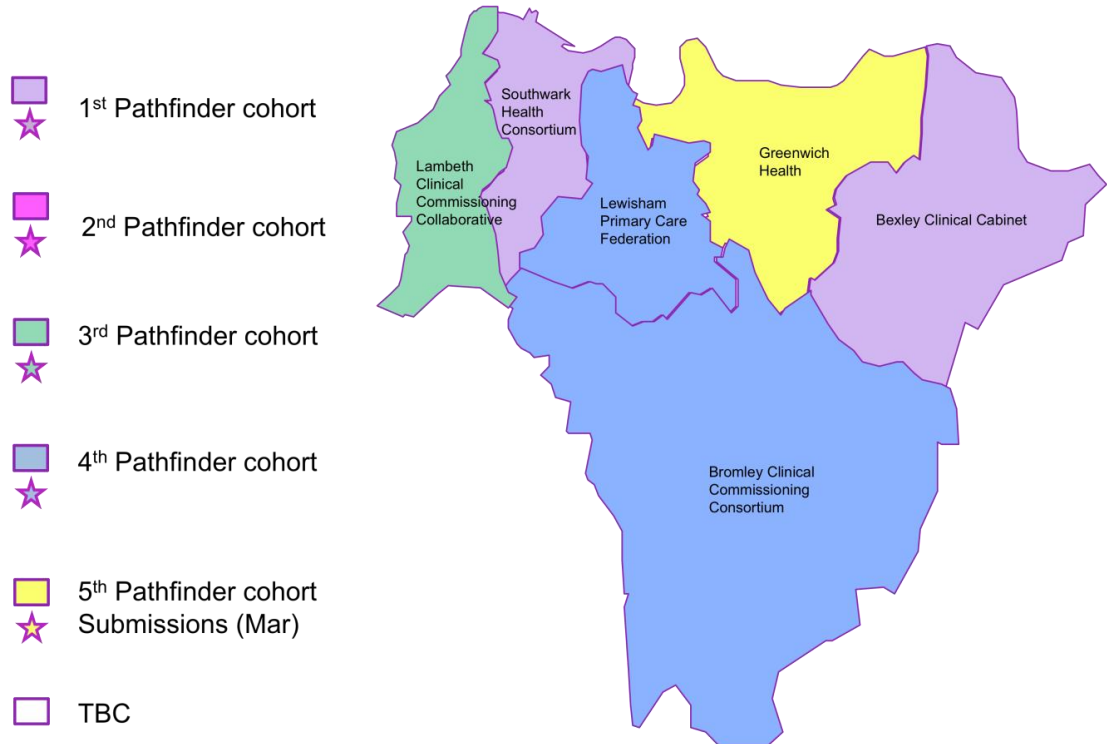 1st Pathfinder cohort
2nd Pathfinder cohort
3rd Pathfinder cohort
4th Pathfinder cohort
5th Pathfinder cohort
Submissions (Mar)
TBC
Lambeth
Clinical
Commissioning
Collaborative
Southwark
Health
Consortium
Lewisham
Primary Care
Federation
Greenwich
Health
Bexley Clinical Cabinet
Bromley Clinical
Commissioning
Consortium